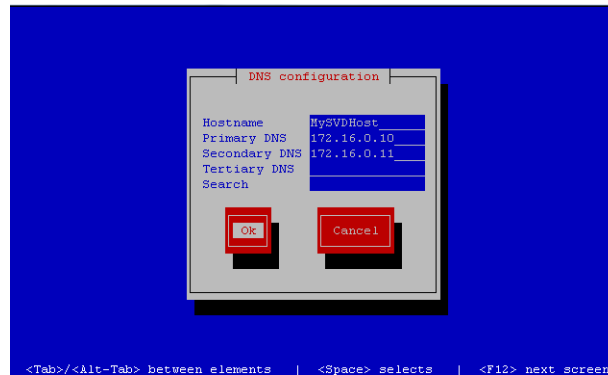 DNS configuration
Hostname MySVDHost
Primary DNS 172.16.0.10
Secondary DNS 172.16.0.11
Tertiary DNS
Search
Ok Cancel
<Tab>/<Alt-Tab> between elements | <Space> selects | <F12> next screen